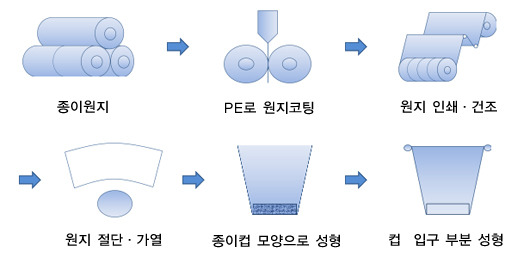 종이원지
PE로 원지코팅
원지 인쇄 · 건조
원지 절단 · 가열
종이컵 모양으로 성형
컵 입구 부분 성형